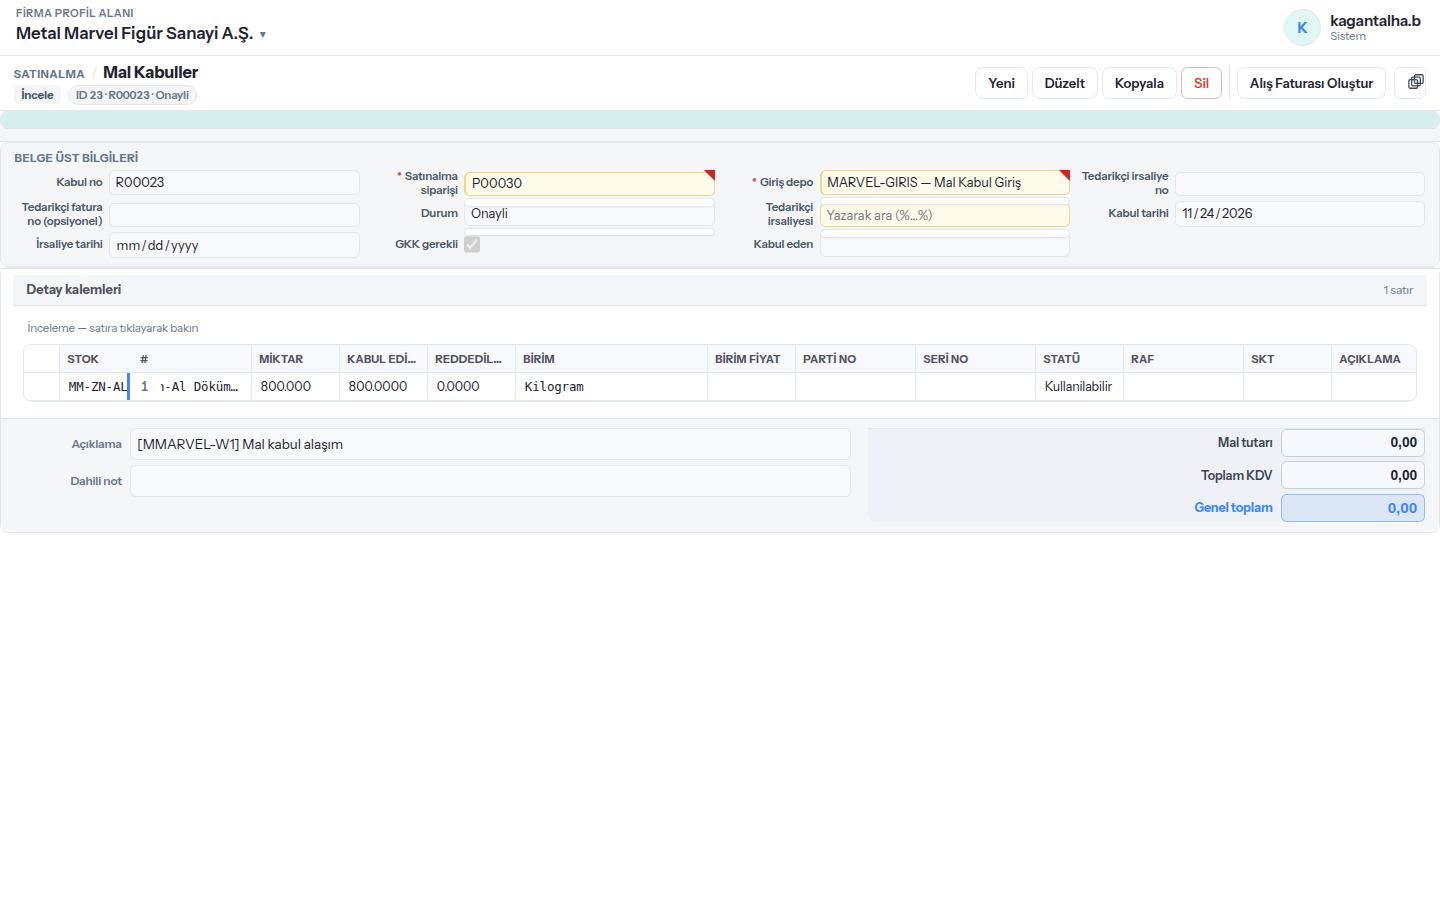 FİRMA PROFİL ALANI
Metal Marvel Figür Sanayi A.Ş. ▾
K
kagantalha.b
Sistem
SATINALMA / Mal Kabuller
İncele
ID 23·R00023·Onayli
Yeni
Düzelt
Kopyala
Sil
Alış Faturası Oluştur
BELGE ÜST BİLGİLERİ
Kabul no
R00023
* Satınalma siparişi
P00030
* Giriş depo
MARVEL-GIRIS — Mal Kabul Giriş
Tedarikçi irsaliye no
Tedarikçi fatura no (opsiyonel)
Durum
Onayli
Tedarikçi irsaliyesi
Yazarak ara (%...%)
Kabul tarihi
11/24/2026
İrsaliye tarihi
mm/dd/yyyy
GKK gerekli
Kabul eden
Detay kalemleri
1 satır
İnceleme — satıra tıklayarak bakın
STOK # MİKTAR KABUL EDİ... REDDEDİL... BİRİM BİRİM FİYAT PARTİ NO SERİ NO STATÜ RAF SKT AÇIKLAMA
MM-ZN-AL 1 n-Al Döküm… 800.000 800.0000 0.0000 Kilogram Kullanilabilir
Açıklama
[MMARVEL-W1] Mal kabul alaşım
Dahili not
Mal tutarı
0,00
Toplam KDV
0,00
Genel toplam
0,00